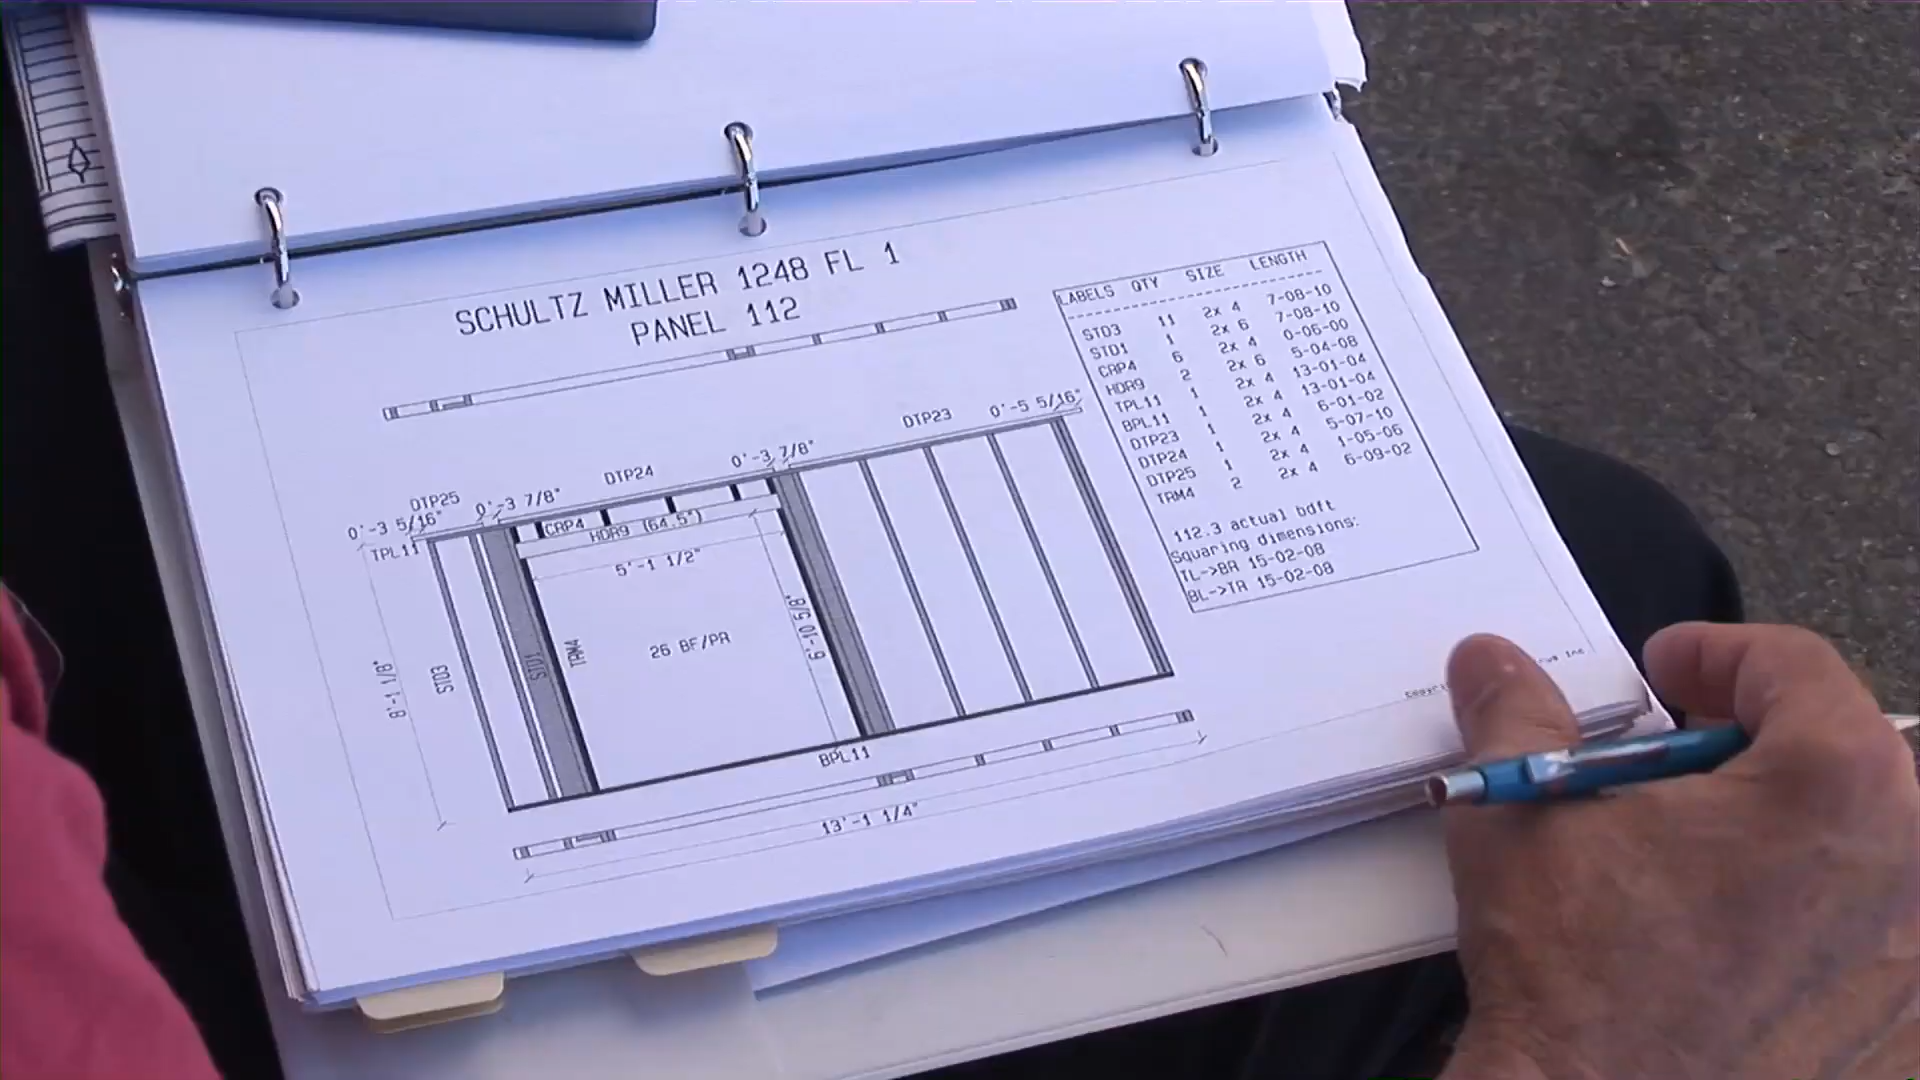 SCHULTZ MILLER 1248 FL 1
PANEL 112
LABELS QTY SIZE LENGTH
STD3 11 2x 4 7-08-10
STD1 1 2x 6 7-08-10
CRP4 6 2x 4 0-06-00
HDR9 2 2x 6 5-04-08
TPL11 1 2x 4 13-01-04
BPL11 1 2x 4 13-01-04
DTP23 1 2x 4 6-01-02
DTP24 1 2x 4 5-07-10
DTP25 1 2x 4 1-05-06
TRM4 2 2x 4 6-09-02
112.3 actual bdft
Squaring dimensions:
TL->BR 15-02-08
BL->TR 15-02-08
DTP23 0'-5 5/16"
DTP24 0'-3 7/8"
DTP25 0'-3 7/8"
0'-3 5/16"
TPL11
CRP4
HDR9 (64.5")
5'-1 1/2"
8'-1 1/8"
STD3
STD1
TRM4
26 BF/PR
6'-10 5/8"
BPL11
13'-1 1/4"